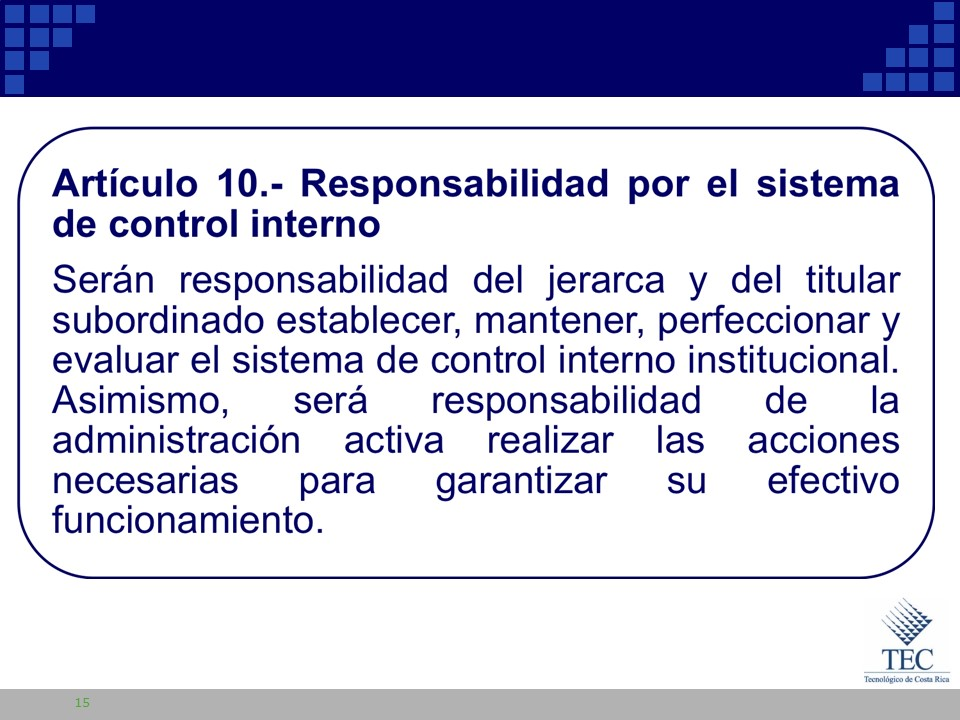 Artículo 10.- Responsabilidad por el sistema
de control interno
Serán responsabilidad del jerarca y del titular
subordinado establecer, mantener, perfeccionar y
evaluar el sistema de control interno institucional.
Asimismo, será responsabilidad de la
administración activa realizar las acciones
necesarias para garantizar su efectivo
funcionamiento.
TEC
Tecnológico de Costa Rica
15